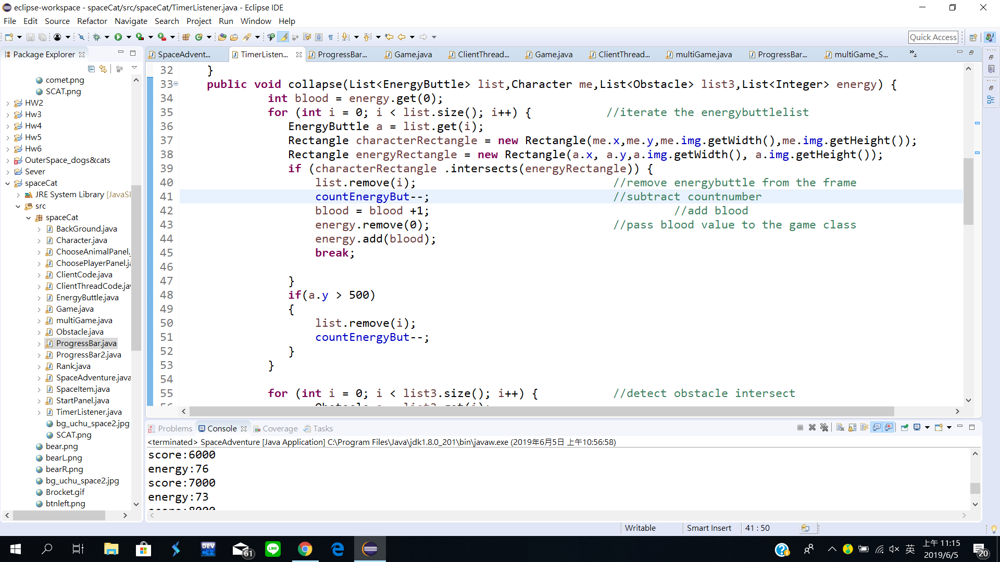 eclipse-workspace - spaceCat/src/spaceCat/TimerListener.java - Eclipse IDE
File Edit Source Refactor Navigate Search Project Run Window Help
Quick Access
Package Explorer
comet.png
SCAT.png
HW2
Hw3
Hw4
Hw5
Hw6
OuterSpace_dogs&cats
Sever
spaceCat
JRE System Library [JavaSE
src
spaceCat
BackGround.java
Character.java
ChooseAnimalPanel.
ChoosePlayerPanel.ja
ClientCode.java
ClientThreadCode.jav
EnergyButtle.java
Game.java
multiGame.java
Obstacle.java
ProgressBar.java
ProgressBar2.java
Rank.java
SpaceAdventure.java
SpaceItem.java
StartPanel.java
TimerListener.java
bg_uchu_space2.jpg
SCAT.png
bear.png
bearL.png
bearR.png
bg_uchu_space2.jpg
Brocket.gif
btnleft.png
SpaceAdvent... TimerListen... ProgressBar... Game.java ClientThread... Game.java ClientThread... multiGame.java ProgressBar... multiGame_S... »4
32 }
33 public void collapse(List<EnergyButtle> list,Character me,List<Obstacle> list3,List<Integer> energy) {
34 int blood = energy.get(0);
35 for (int i = 0; i < list.size(); i++) { //iterate the energybuttlelist
36 EnergyButtle a = list.get(i);
37 Rectangle characterRectangle = new Rectangle(me.x,me.y,me.img.getWidth(),me.img.getHeight());
38 Rectangle energyRectangle = new Rectangle(a.x, a.y,a.img.getWidth(), a.img.getHeight());
39 if (characterRectangle .intersects(energyRectangle)) {
40 list.remove(i); //remove energybuttle from the frame
41 countEnergyBut--; //subtract countnumber
42 blood = blood +1; //add blood
43 energy.remove(0); //pass blood value to the game class
44 energy.add(blood);
45 break;
46
47 }
48 if(a.y > 500)
49 {
50 list.remove(i);
51 countEnergyBut--;
52 }
53 }
54
55 for (int i = 0; i < list3.size(); i++) { //detect obstacle intersect
56 Obstacle a = list3.get(i);
Problems Console Coverage Tasks
<terminated> SpaceAdventure [Java Application] C:\Program Files\Java\jdk1.8.0_201\bin\javaw.exe (2019年6月5日 上午10:56:58)
score:6000
energy:76
score:7000
energy:73
score:8000
Writable Smart Insert 41 : 50
DEV C++
61
LINE
英
上午 11:15
2019/6/5
20